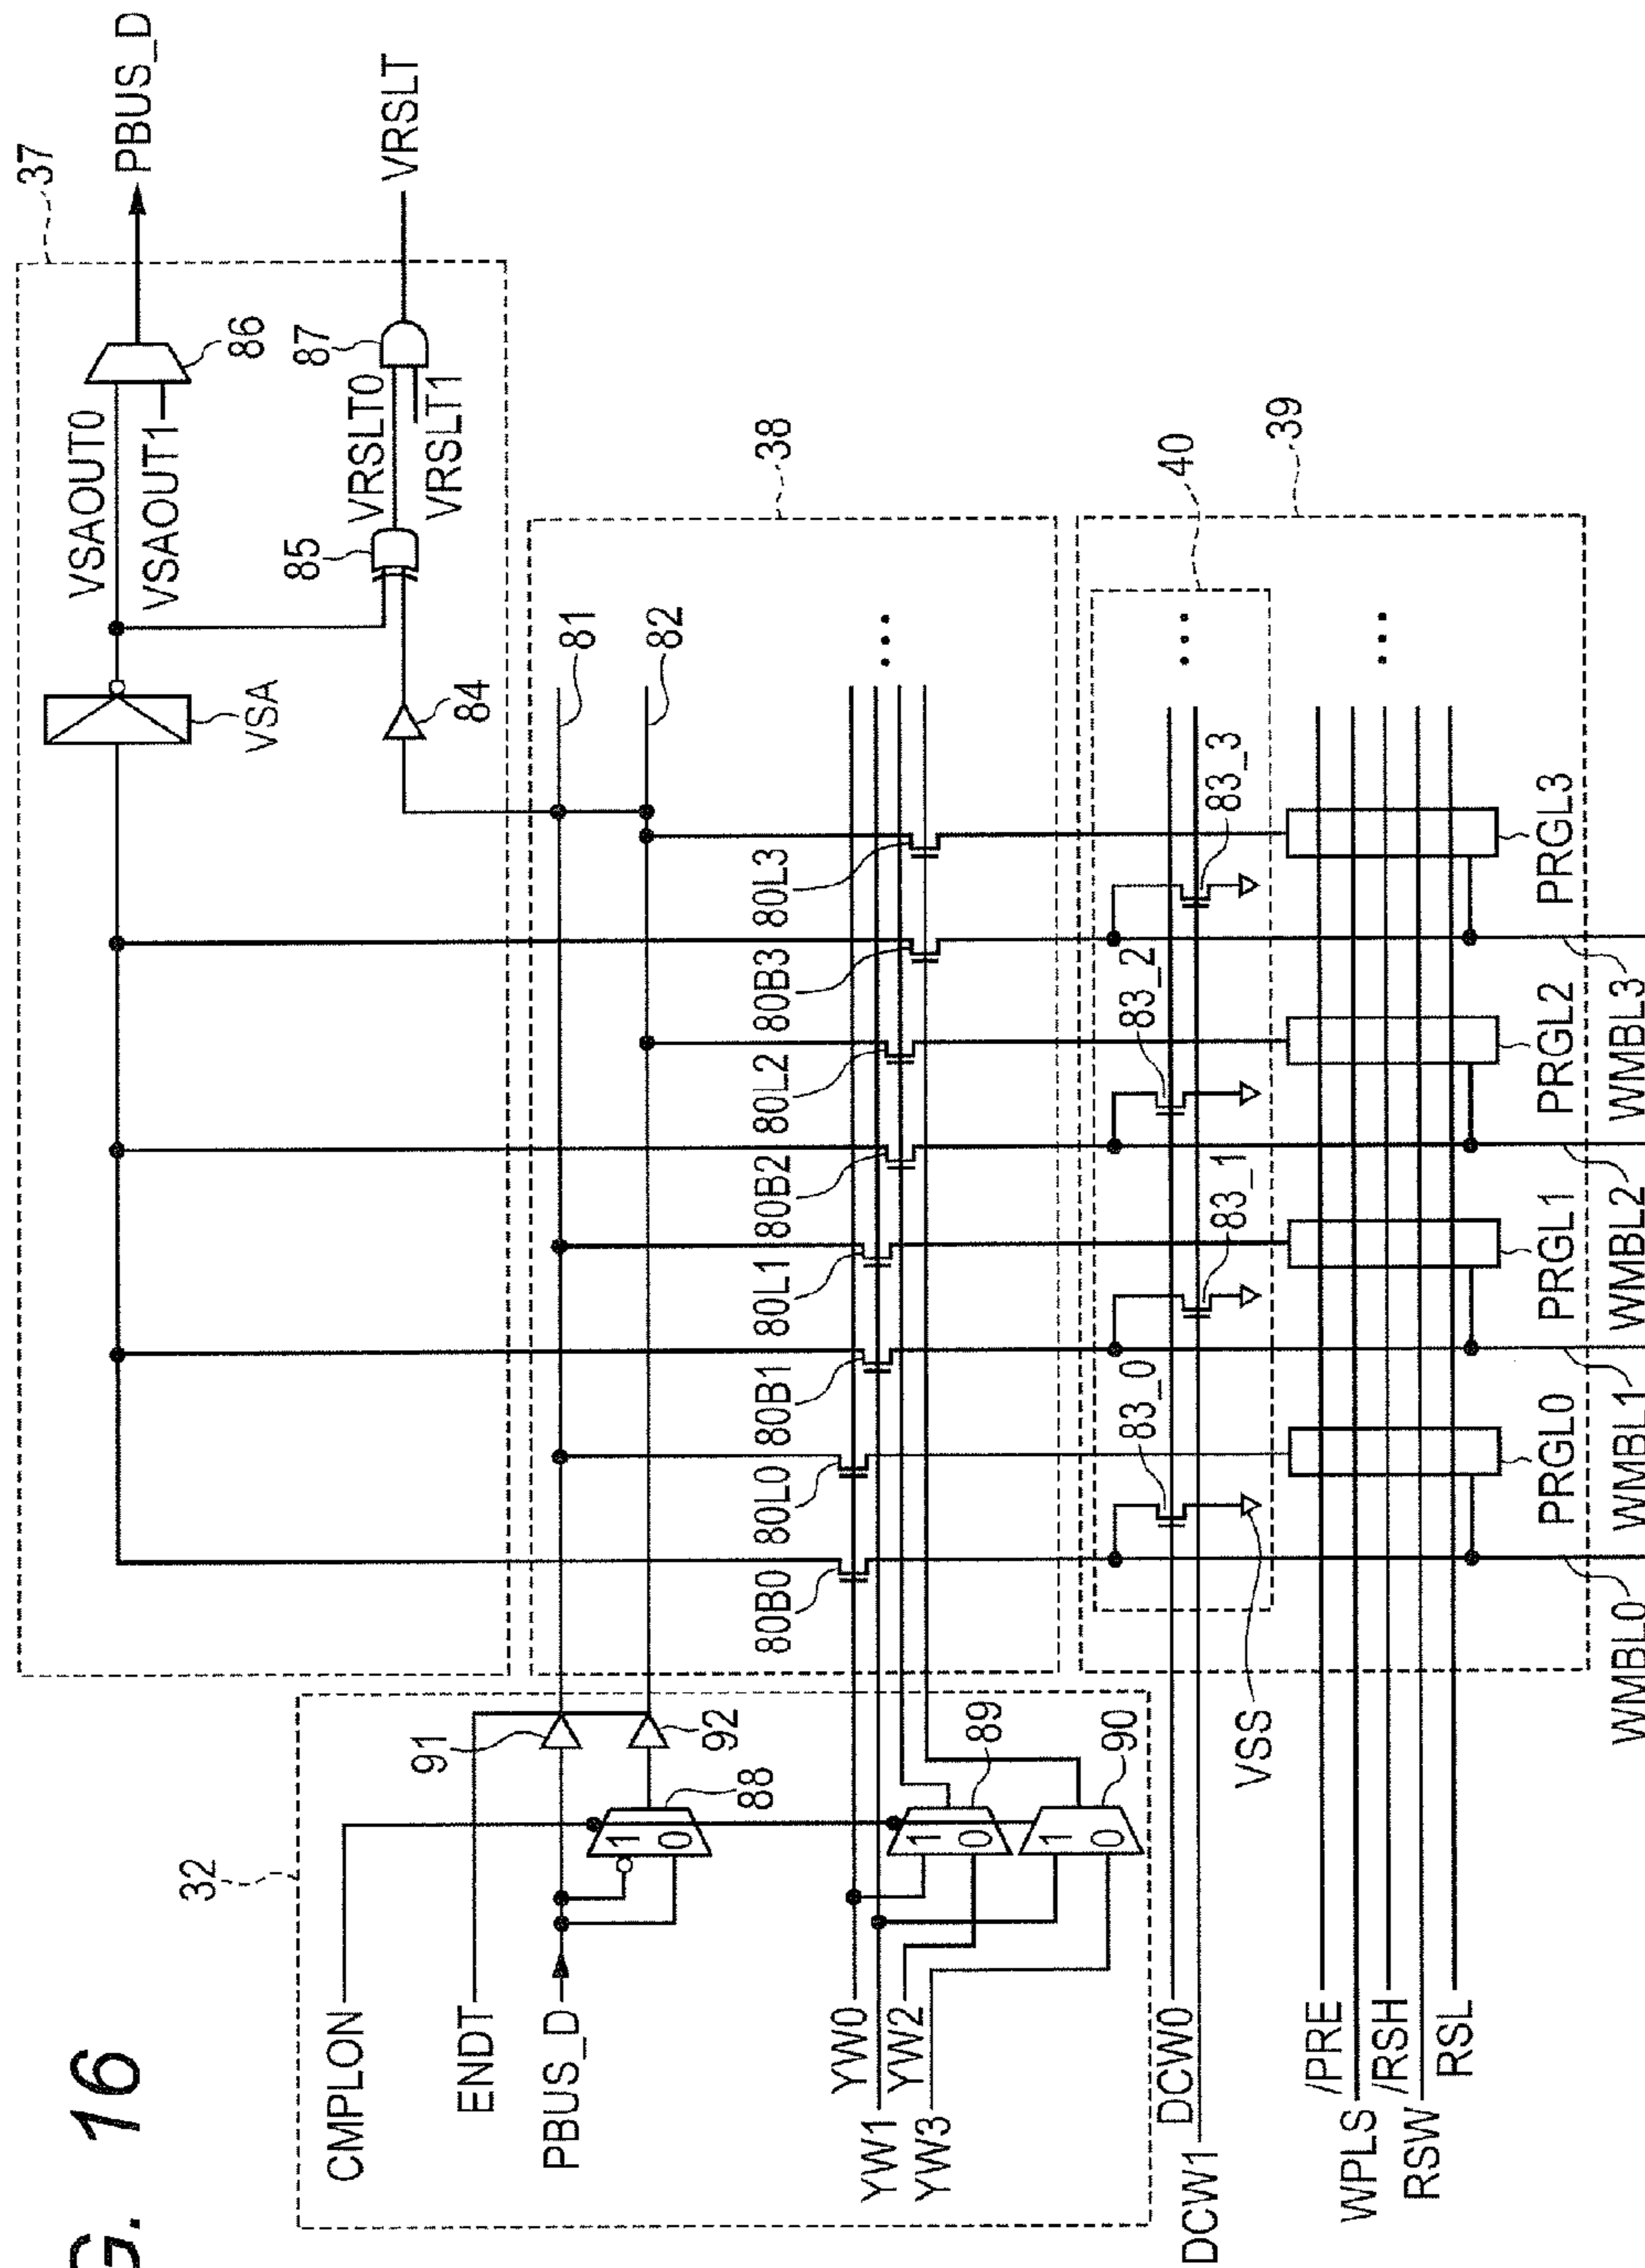 G. 16
37
PBUS_D
VRSLT
VSAOUT0
VSAOUT1
86
87
VRSLT0
VRSLT1
85
VSA
84
38
81
82
80B0
80L0
80B1
80L1
80B2
80L2
80B3
80L3
40
39
83_0
83_1
83_2
83_3
VSS
PRGL0
PRGL1
PRGL2
PRGL3
WMBL0
WMBL1
WMBL2
WMBL3
32
CMPLON
ENDT
PBUS_D
91
92
88
1
0
89
1
0
90
1
0
YW0
YW1
YW2
YW3
DCW0
DCW1
/PRE
WPLS
/RSH
RSW
RSL